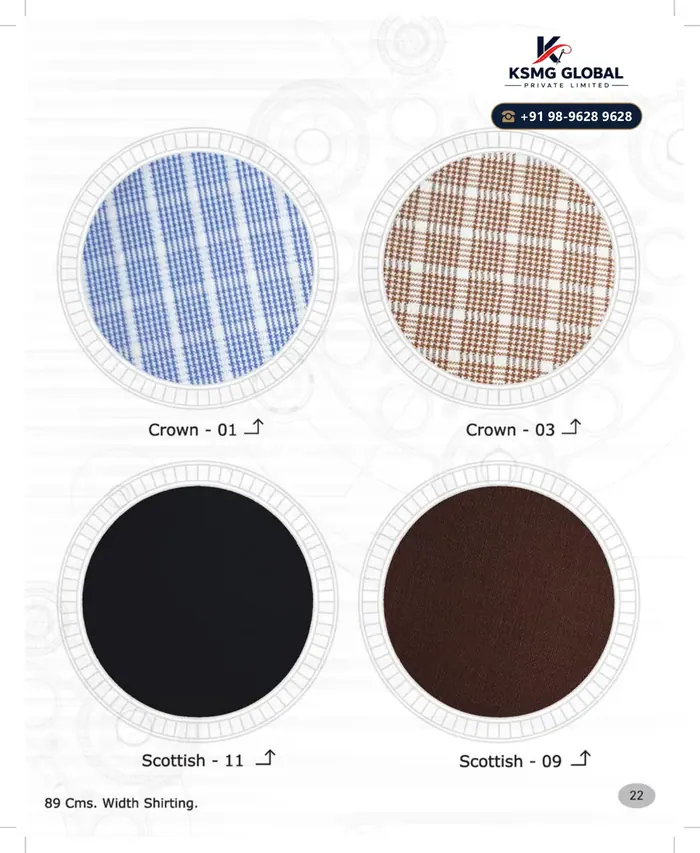 KSMG GLOBAL
PRIVATE LIMITED
+91 98-9628 9628
Crown - 01
Crown - 03
Scottish - 11
Scottish - 09
89 Cms. Width Shirting.
22